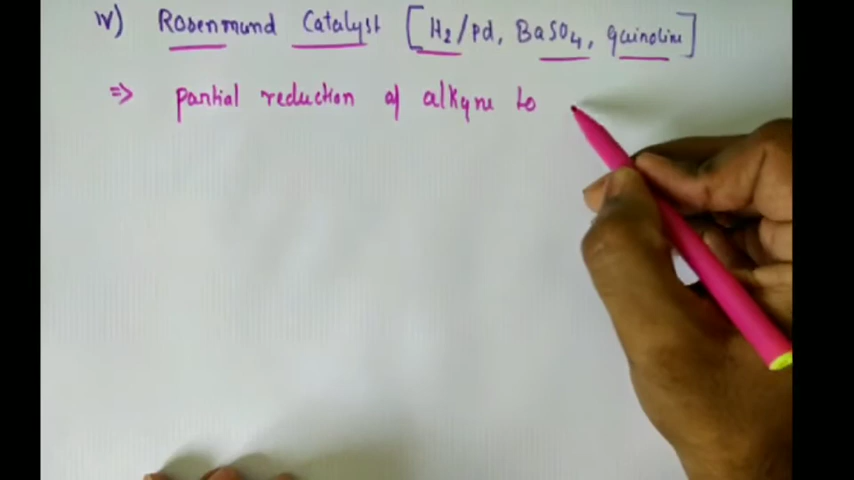 iv) Rosenmund Catalyst [H2/Pd, BaSO4, quinoline]
⇒ partial reduction of alkyne to